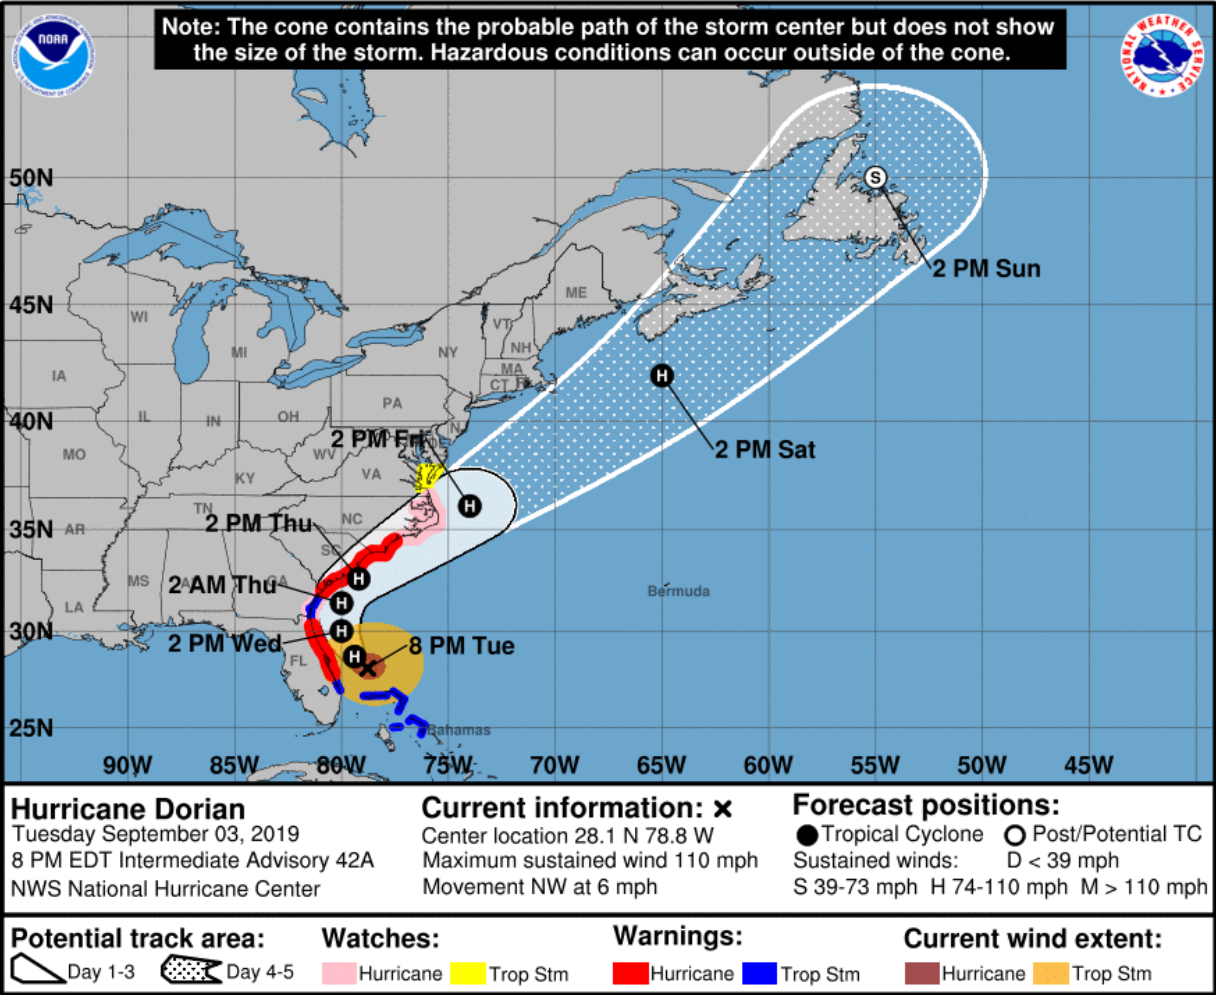 Note: The cone contains the probable path of the storm center but does not show
the size of the storm. Hazardous conditions can occur outside of the cone.
NOAA
NATIONAL WEATHER SERVICE
50N
S
2 PM Sun
ME
45N
WI
VT
NH
MI
NY
MA
IA
H
CT
PA
IL
IN
OH
40N
2 PM Fri
2 PM Sat
MO
WV
DE
VA
KY
H
TN
NC
2 PM Thu
AR
35N
SC
H
MS
2 AM Thu
GA
Bermuda
LA
H
30N
H
2 PM Wed
8 PM Tue
H
FL
25N
Bahamas
90W 85W 80W 75W 70W 65W 60W 55W 50W 45W
Hurricane Dorian
Tuesday September 03, 2019
8 PM EDT Intermediate Advisory 42A
NWS National Hurricane Center
Current information: ×
Center location 28.1 N 78.8 W
Maximum sustained wind 110 mph
Movement NW at 6 mph
Forecast positions:
Tropical Cyclone Post/Potential TC
Sustained winds: D < 39 mph
S 39-73 mph H 74-110 mph M > 110 mph
Potential track area:
Day 1-3 Day 4-5
Watches:
Hurricane Trop Stm
Warnings:
Hurricane Trop Stm
Current wind extent:
Hurricane Trop Stm